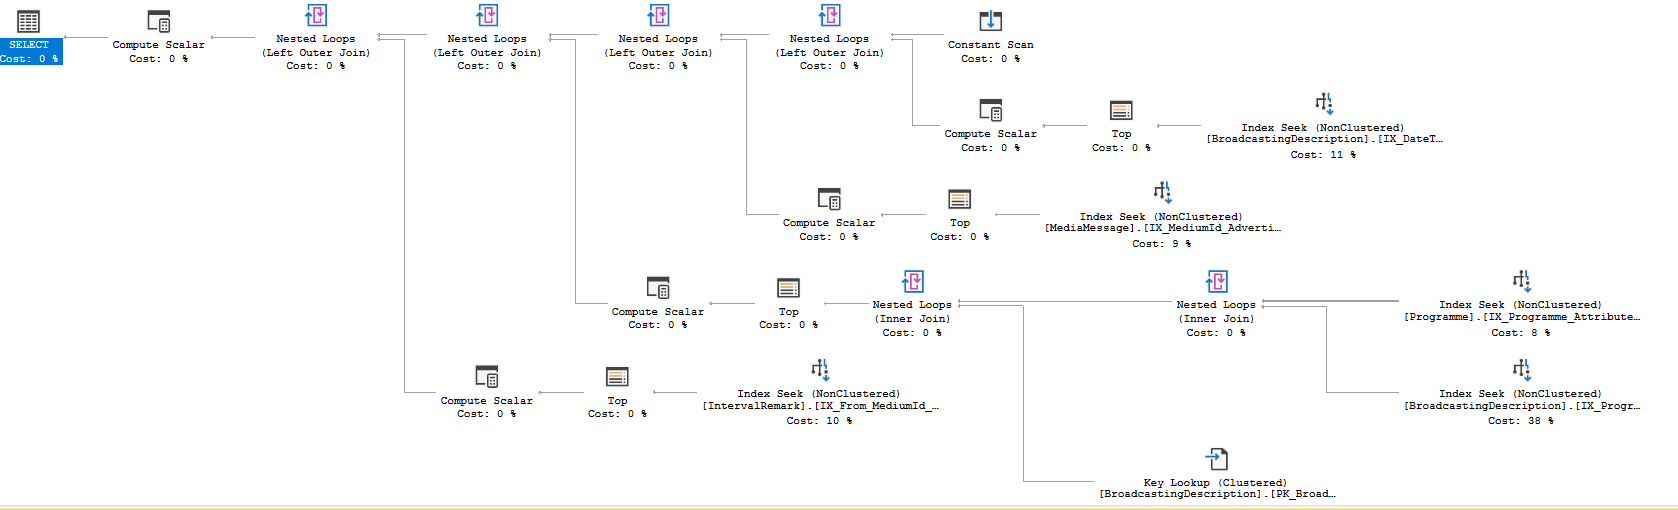 SELECT
Cost: 0 %
Compute Scalar
Cost: 0 %
Nested Loops
(Left Outer Join)
Cost: 0 %
Nested Loops
(Left Outer Join)
Cost: 0 %
Nested Loops
(Left Outer Join)
Cost: 0 %
Nested Loops
(Left Outer Join)
Cost: 0 %
Constant Scan
Cost: 0 %
Compute Scalar
Cost: 0 %
Top
Cost: 0 %
Index Seek (NonClustered)
[BroadcastingDescription].[IX_DateT…
Cost: 11 %
Compute Scalar
Cost: 0 %
Top
Cost: 0 %
Index Seek (NonClustered)
[MediaMessage].[IX_MediumId_Adverti…
Cost: 9 %
Compute Scalar
Cost: 0 %
Top
Cost: 0 %
Nested Loops
(Inner Join)
Cost: 0 %
Nested Loops
(Inner Join)
Cost: 0 %
Index Seek (NonClustered)
[Programme].[IX_Programme_Attribute…
Cost: 8 %
Compute Scalar
Cost: 0 %
Top
Cost: 0 %
Index Seek (NonClustered)
[IntervalRemark].[IX_From_MediumId_…
Cost: 10 %
Index Seek (NonClustered)
[BroadcastingDescription].[IX_Progr…
Cost: 38 %
Key Lookup (Clustered)
[BroadcastingDescription].[PK_Broad…